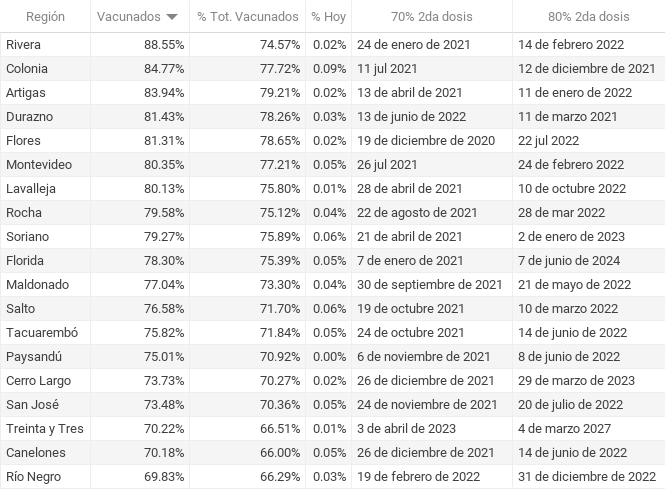 Región Vacunados % Tot. Vacunados % Hoy 70% 2da dosis 80% 2da dosis
Rivera 88.55% 74.57% 0.02% 24 de enero de 2021 14 de febrero 2022
Colonia 84.77% 77.72% 0.09% 11 jul 2021 12 de diciembre de 2021
Artigas 83.94% 79.21% 0.02% 13 de abril de 2021 11 de enero de 2022
Durazno 81.43% 78.26% 0.03% 13 de junio de 2022 11 de marzo 2021
Flores 81.31% 78.65% 0.02% 19 de diciembre de 2020 22 jul 2022
Montevideo 80.35% 77.21% 0.05% 26 jul 2021 24 de febrero 2022
Lavalleja 80.13% 75.80% 0.01% 28 de abril de 2021 10 de octubre 2022
Rocha 79.58% 75.12% 0.04% 22 de agosto de 2021 28 de mar 2022
Soriano 79.27% 75.89% 0.06% 21 de abril de 2021 2 de enero de 2023
Florida 78.30% 75.39% 0.05% 7 de enero de 2021 7 de junio de 2024
Maldonado 77.04% 73.30% 0.04% 30 de septiembre de 2021 21 de mayo de 2022
Salto 76.58% 71.70% 0.06% 19 de octubre 2021 10 de marzo 2022
Tacuarembó 75.82% 71.84% 0.05% 24 de octubre 2021 14 de junio de 2022
Paysandú 75.01% 70.92% 0.00% 6 de noviembre de 2021 8 de junio de 2022
Cerro Largo 73.73% 70.27% 0.02% 26 de diciembre de 2021 29 de marzo de 2023
San José 73.48% 70.36% 0.05% 24 de noviembre de 2021 20 de julio de 2022
Treinta y Tres 70.22% 66.51% 0.01% 3 de abril de 2023 4 de marzo 2027
Canelones 70.18% 66.00% 0.05% 26 de diciembre de 2021 14 de junio de 2022
Río Negro 69.83% 66.29% 0.03% 19 de febrero de 2022 31 de diciembre de 2022